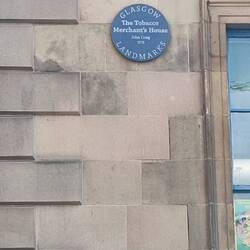 GLASGOW
The Tobacco
Merchant's House
John Craig
1775
LANDMARKS